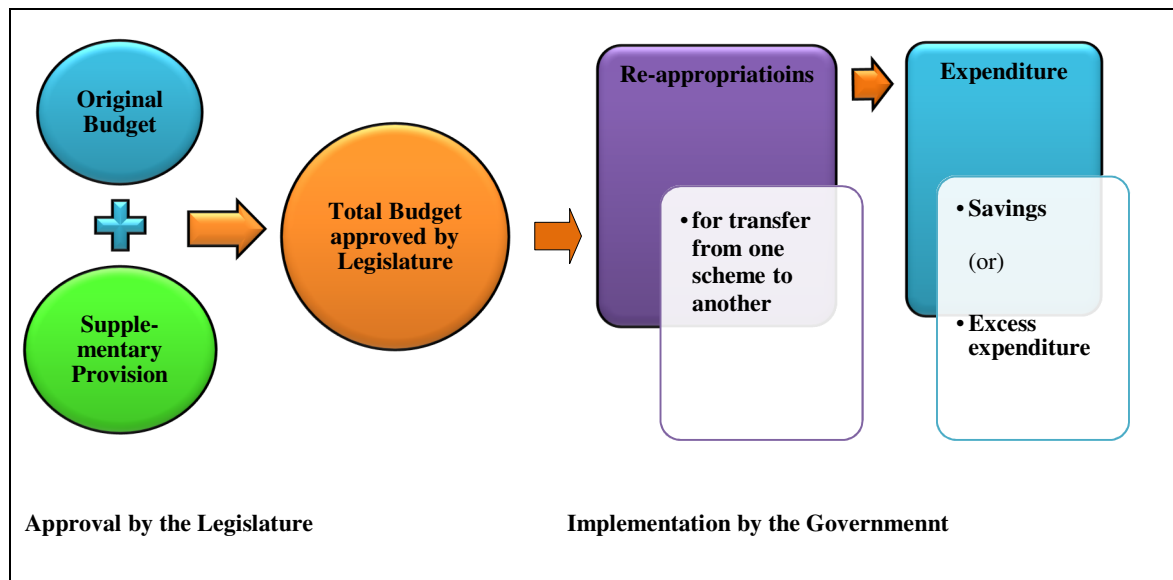 Original
Budget
Supple-
mentary
Provision
Total Budget
approved by
Legislature
Re-appropriatioins
• for transfer
from one
scheme to
another
Expenditure
• Savings
(or)
• Excess
expenditure
Approval by the Legislature
Implementation by the Governmennt